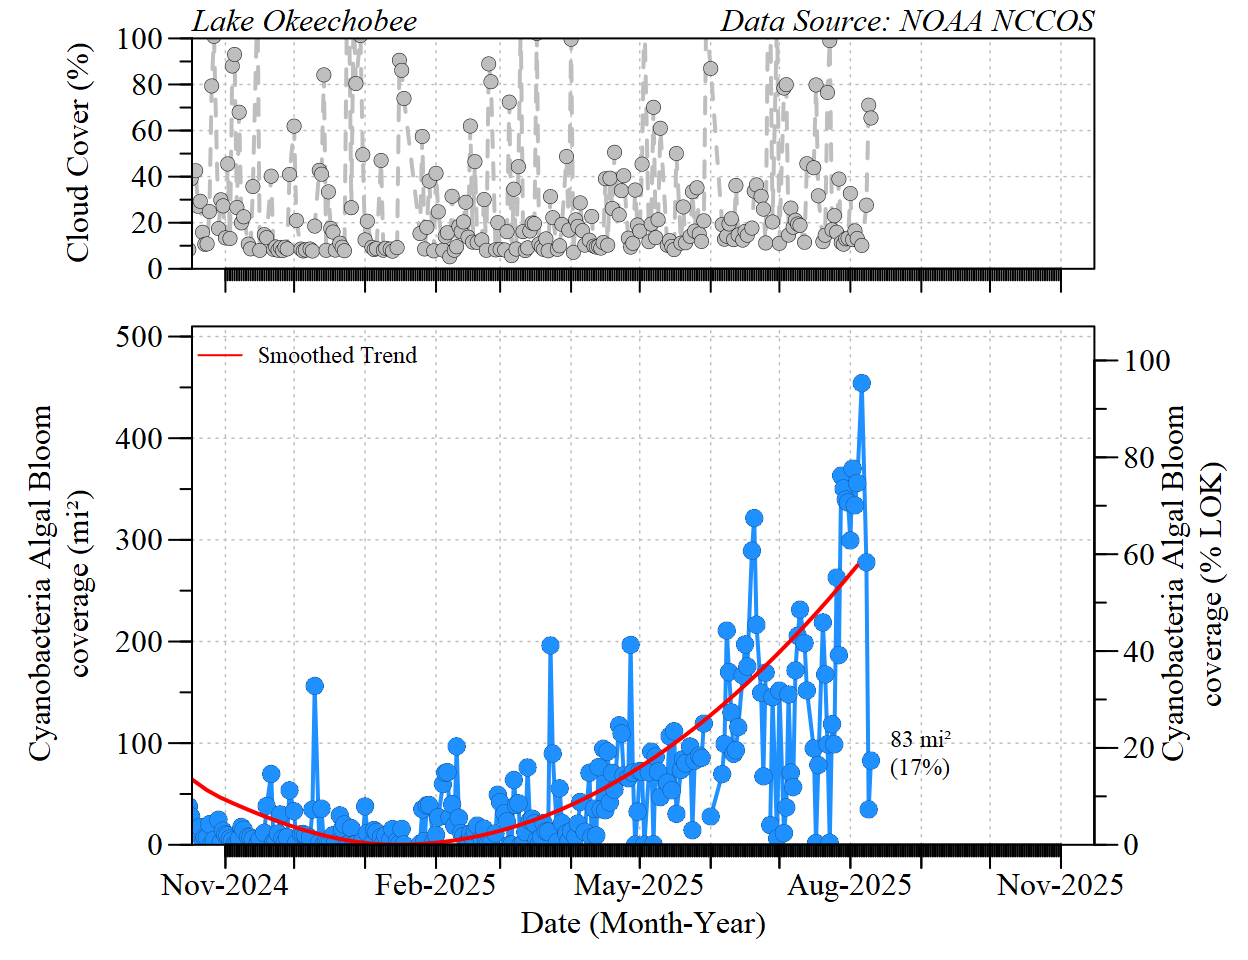 Lake Okeechobee
Data Source: NOAA NCCOS
Cloud Cover (%)
100
80
60
40
20
0
Smoothed Trend
Cyanobacteria Algal Bloom
coverage (mi²)
500
400
300
200
100
0
100
80
60
40
20
0
Cyanobacteria Algal Bloom
coverage (% LOK)
83 mi²
(17%)
Nov-2024
Feb-2025
May-2025
Aug-2025
Nov-2025
Date (Month-Year)